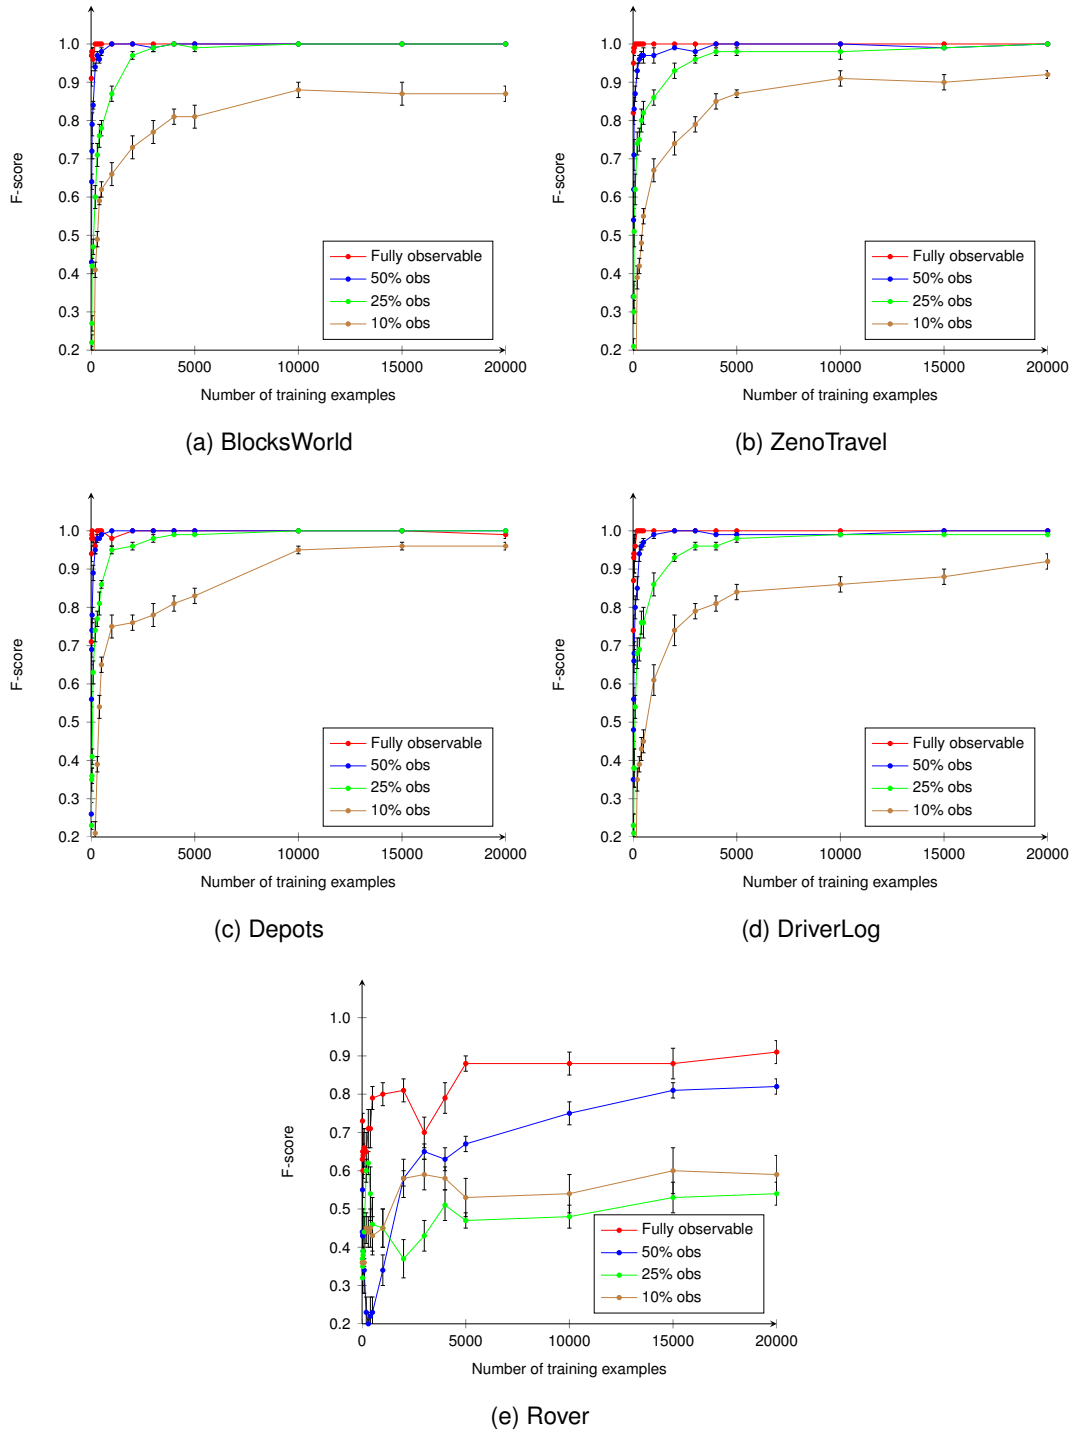 1.0
0.9
0.8
0.7
0.6
0.5
0.4
0.3
0.2
F-score
0 5000 10000 15000 20000
Number of training examples
Fully observable
50% obs
25% obs
10% obs
(a) BlocksWorld
1.0
0.9
0.8
0.7
0.6
0.5
0.4
0.3
0.2
F-score
0 5000 10000 15000 20000
Number of training examples
Fully observable
50% obs
25% obs
10% obs
(b) ZenoTravel
1.0
0.9
0.8
0.7
0.6
0.5
0.4
0.3
0.2
F-score
0 5000 10000 15000 20000
Number of training examples
Fully observable
50% obs
25% obs
10% obs
(c) Depots
1.0
0.9
0.8
0.7
0.6
0.5
0.4
0.3
0.2
F-score
0 5000 10000 15000 20000
Number of training examples
Fully observable
50% obs
25% obs
10% obs
(d) DriverLog
1.0
0.9
0.8
0.7
0.6
0.5
0.4
0.3
0.2
F-score
0 5000 10000 15000 20000
Number of training examples
Fully observable
50% obs
25% obs
10% obs
(e) Rover